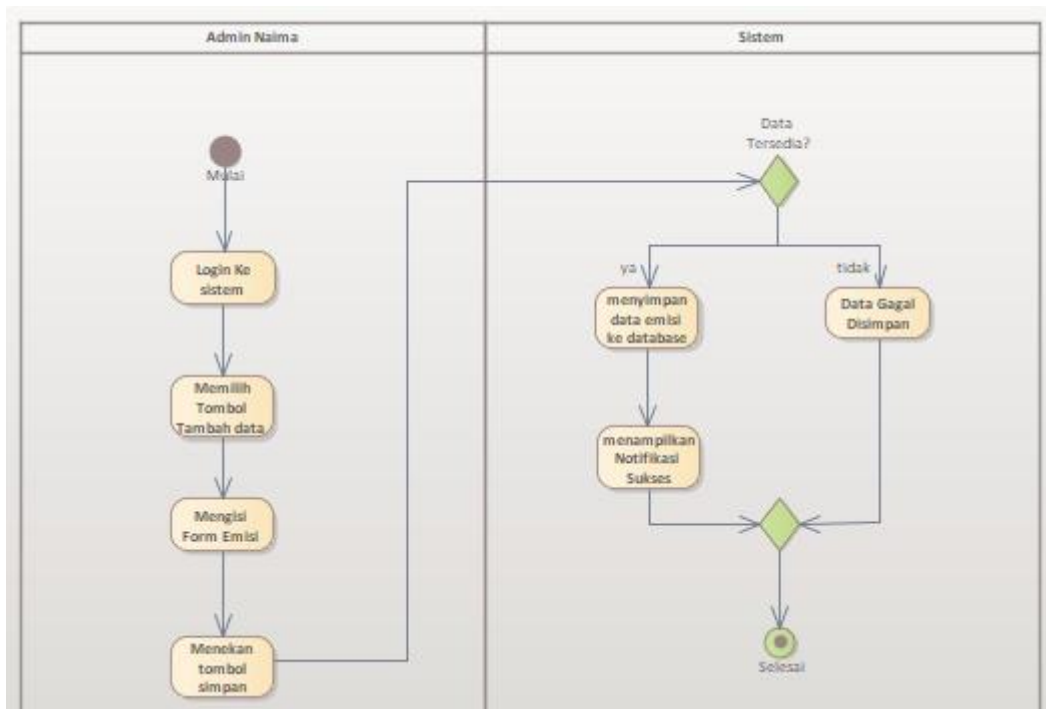 Admin Naima
Sistem
Mulai
Login Ke
sistem
Memilih
Tombol
Tambah data
Mengisi
Form Emisi
Menekan
tombol
simpan
Data
Tersedia?
ya
tidak
menyimpan
data emisi
ke database
Data Gagal
Disimpan
menampilkan
Notifikasi
Sukses
Selesai